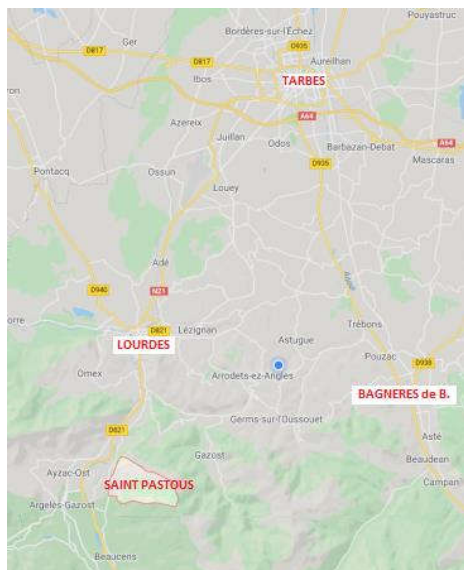 Pouyastruc
Bordères-sur-l'Échez
D935
Ger
D817
D817
Aureilhan
Ibos
TARBES
Azereix
A64
Juillan
Odos
Barbazan-Debat
A64
D935
Mascaras
Pontacq
Ossun
Louey
Adour
Adé
D940
N21
Trébons
D821
Lézignan
Astugue
LOURDES
Pouzac
D938
Omex
Arrodets-ez-Angles
BAGNERES de B.
Germs-sur-l'Oussouet
D821
Asté
Gazost
Beaudean
Ayzac-Ost
SAINT PASTOUS
Campan
Argelès-Gazost
Beaucens